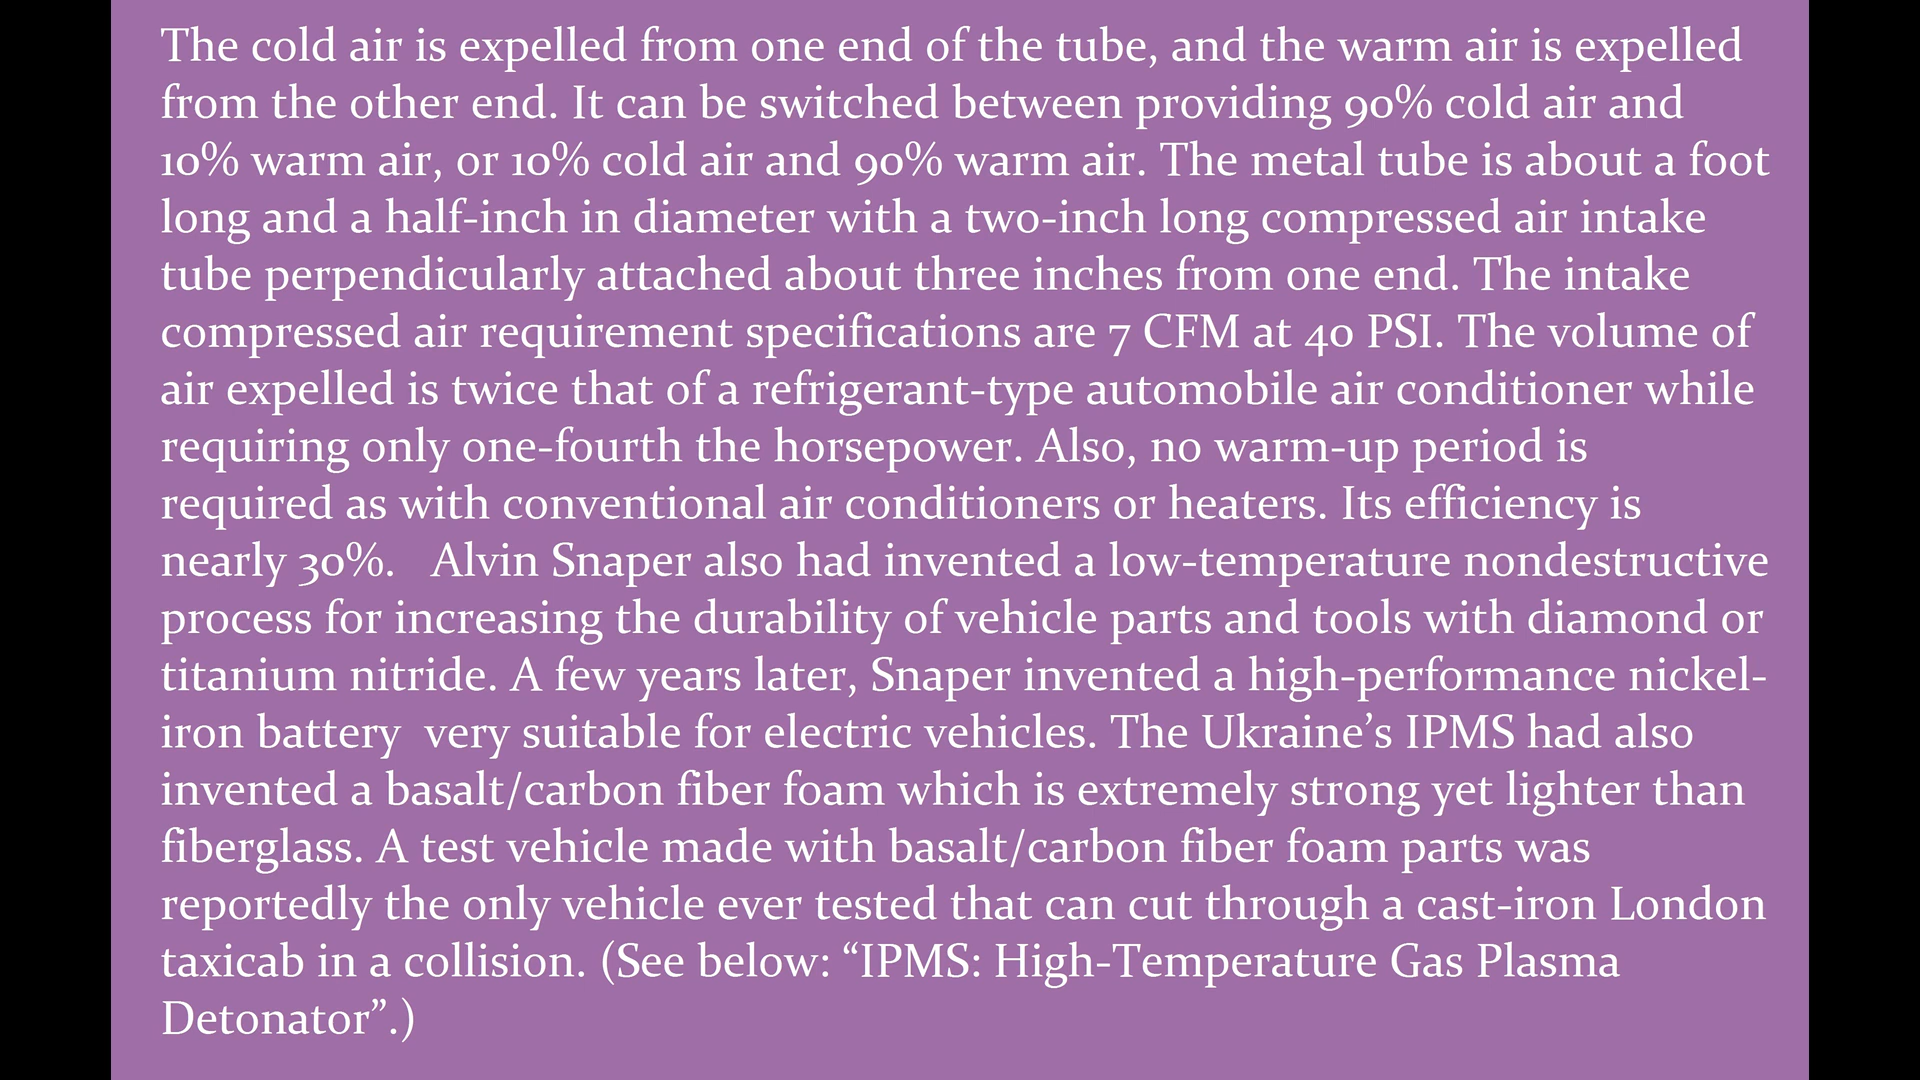 The cold air is expelled from one end of the tube, and the warm air is expelled
from the other end. It can be switched between providing 90% cold air and
10% warm air, or 10% cold air and 90% warm air. The metal tube is about a foot
long and a half-inch in diameter with a two-inch long compressed air intake
tube perpendicularly attached about three inches from one end. The intake
compressed air requirement specifications are 7 CFM at 40 PSI. The volume of
air expelled is twice that of a refrigerant-type automobile air conditioner while
requiring only one-fourth the horsepower. Also, no warm-up period is
required as with conventional air conditioners or heaters. Its efficiency is
nearly 30%.   Alvin Snaper also had invented a low-temperature nondestructive
process for increasing the durability of vehicle parts and tools with diamond or
titanium nitride. A few years later, Snaper invented a high-performance nickel-
iron battery  very suitable for electric vehicles. The Ukraine’s IPMS had also
invented a basalt/carbon fiber foam which is extremely strong yet lighter than
fiberglass. A test vehicle made with basalt/carbon fiber foam parts was
reportedly the only vehicle ever tested that can cut through a cast-iron London
taxicab in a collision. (See below: “IPMS: High-Temperature Gas Plasma
Detonator”.)